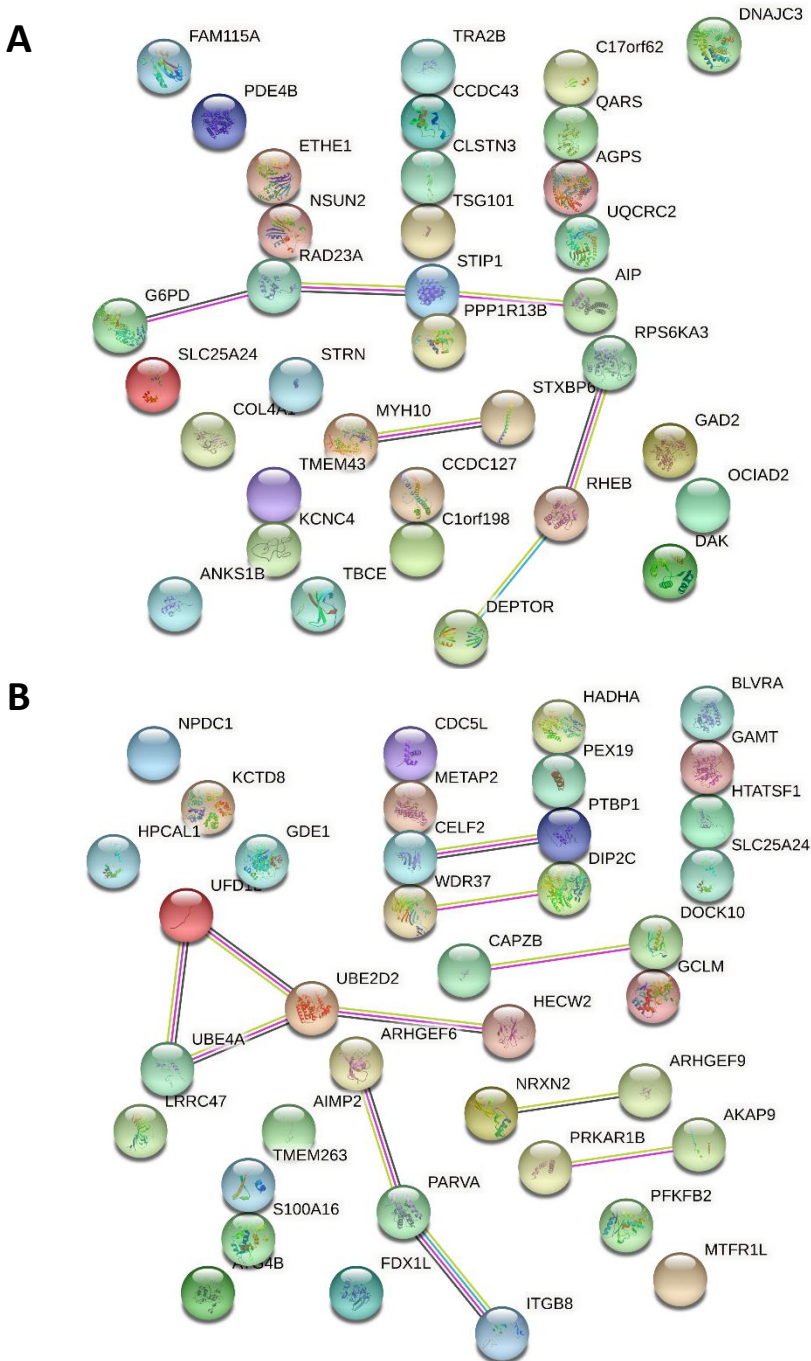 A
FAM115A
PDE4B
ETHE1
NSUN2
RAD23A
G6PD
TRA2B
CCDC43
CLSTN3
TSG101
STIP1
PPP1R13B
C17orf62
QARS
AGPS
UQCRC2
AIP
RPS6KA3
DNAJC3
SLC25A24
STRN
COL4A1
MYH10
STXBP6
GAD2
OCIAD2
DAK
TMEM43
KCNC4
CCDC127
C1orf198
RHEB
ANKS1B
TBCE
DEPTOR
B
NPDC1
KCTD8
HPCAL1
GDE1
UFD1L
CDC5L
METAP2
CELF2
WDR37
HADHA
PEX19
PTBP1
DIP2C
BLVRA
GAMT
HTATSF1
SLC25A24
DOCK10
CAPZB
GCLM
UBE2D2
HECW2
UBE4A
ARHGEF6
LRRC47
AIMP2
NRXN2
ARHGEF9
PRKAR1B
AKAP9
TMEM263
S100A16
ATG4B
PARVA
FDX1L
ITGB8
PFKFB2
MTFR1L